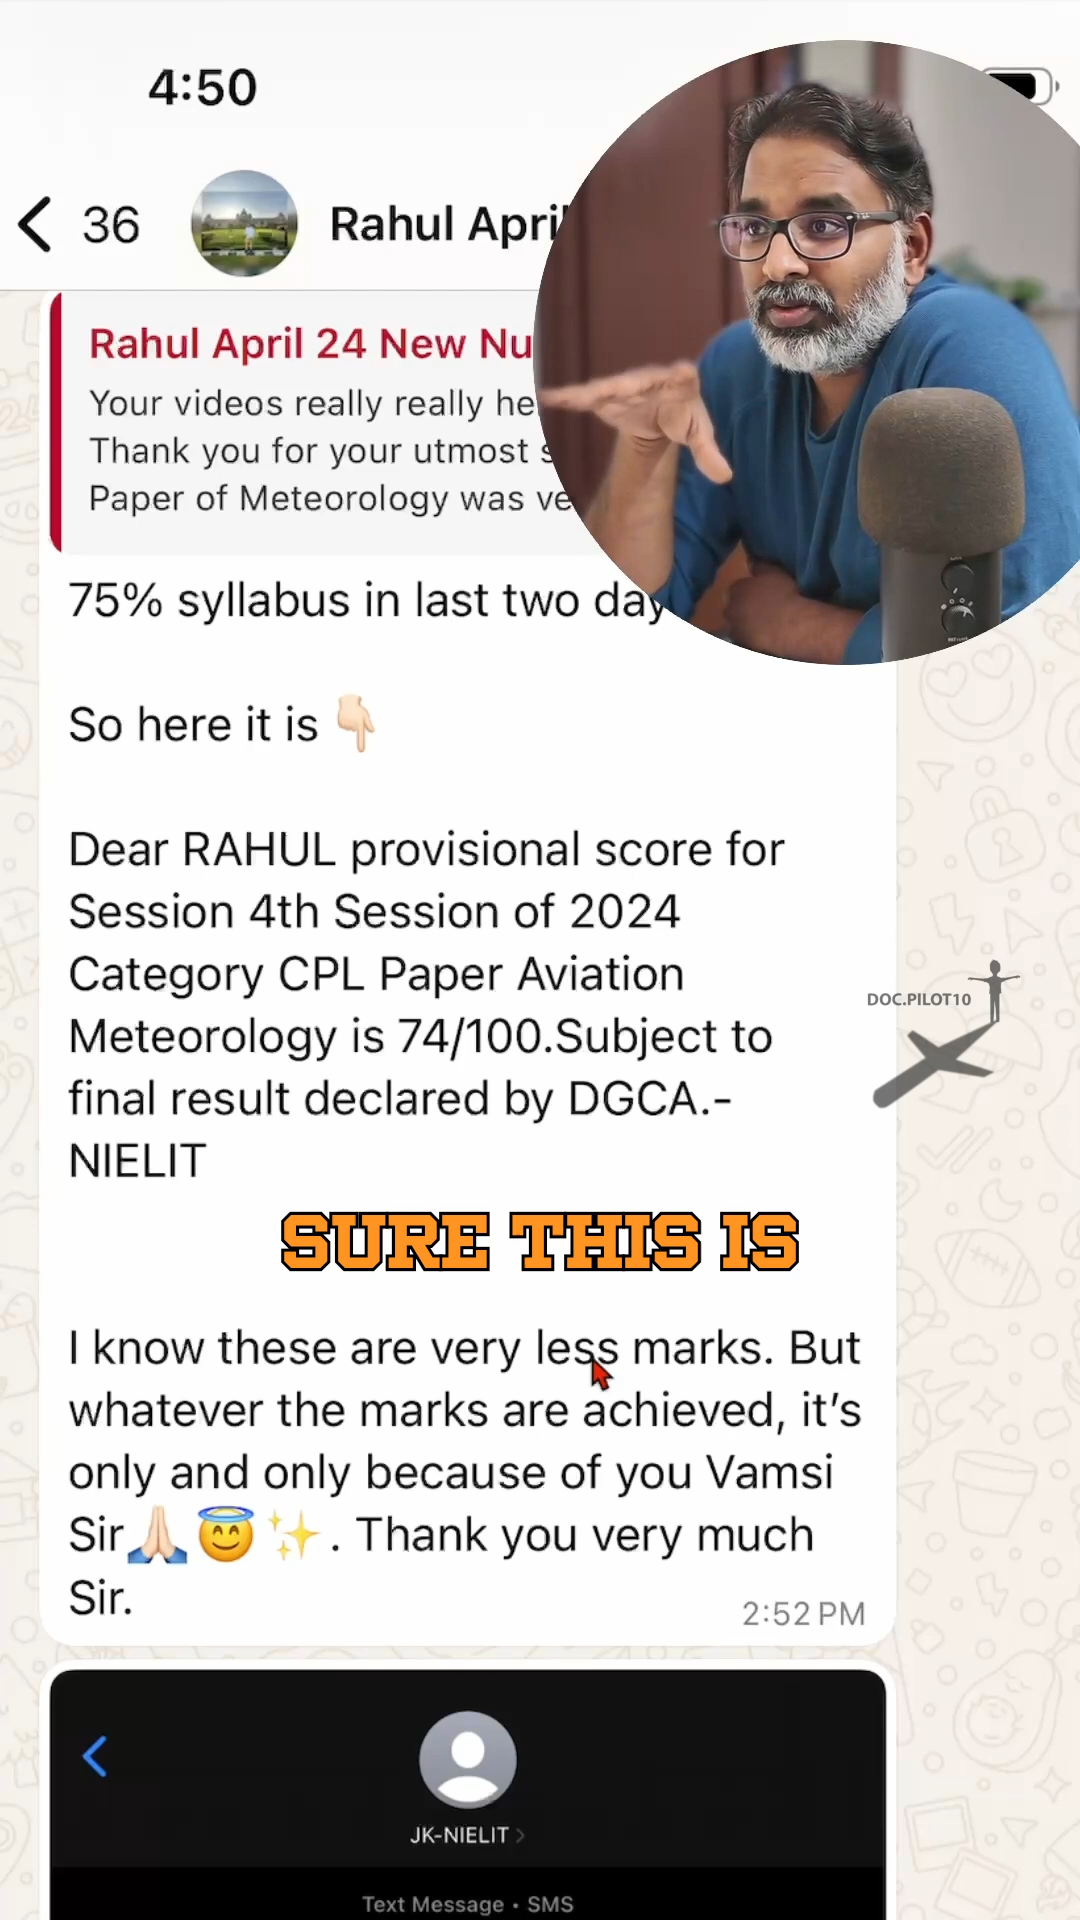 4:50
36
Rahul April
Rahul April 24 New Nu
Your videos really really he
Thank you for your utmost s
Paper of Meteorology was ve
75% syllabus in last two day
So here it is 👇🏻
Dear RAHUL provisional score for
Session 4th Session of 2024
Category CPL Paper Aviation
DOC.PILOT10
Meteorology is 74/100.Subject to
final result declared by DGCA.-
NIELIT
SURE THIS IS
I know these are very less marks. But
whatever the marks are achieved, it’s
only and only because of you Vamsi
Sir🙏🏻😇✨. Thank you very much
Sir.
2:52 PM
JK-NIELIT
Text Message • SMS